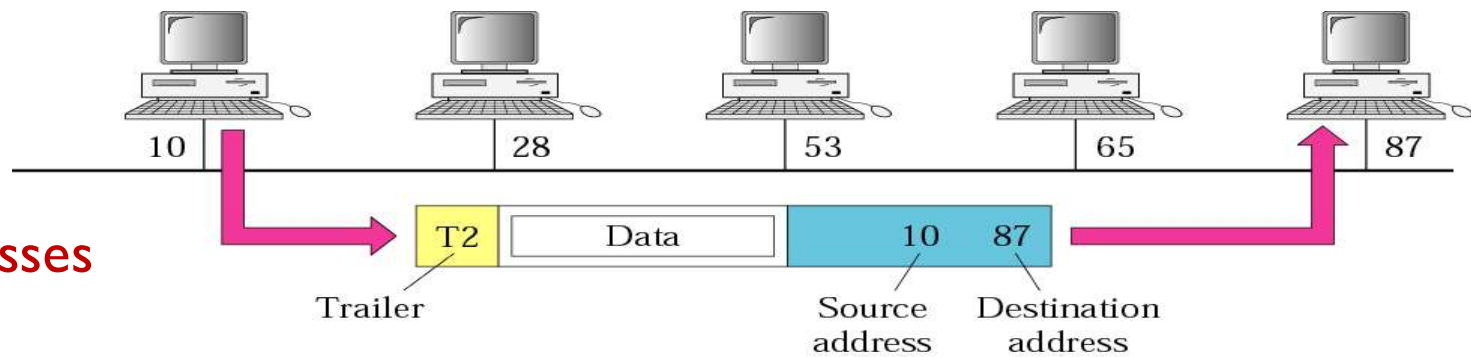 10 28 53 65 87
T2 Data 10 87
sses
Trailer Source Destination
address address